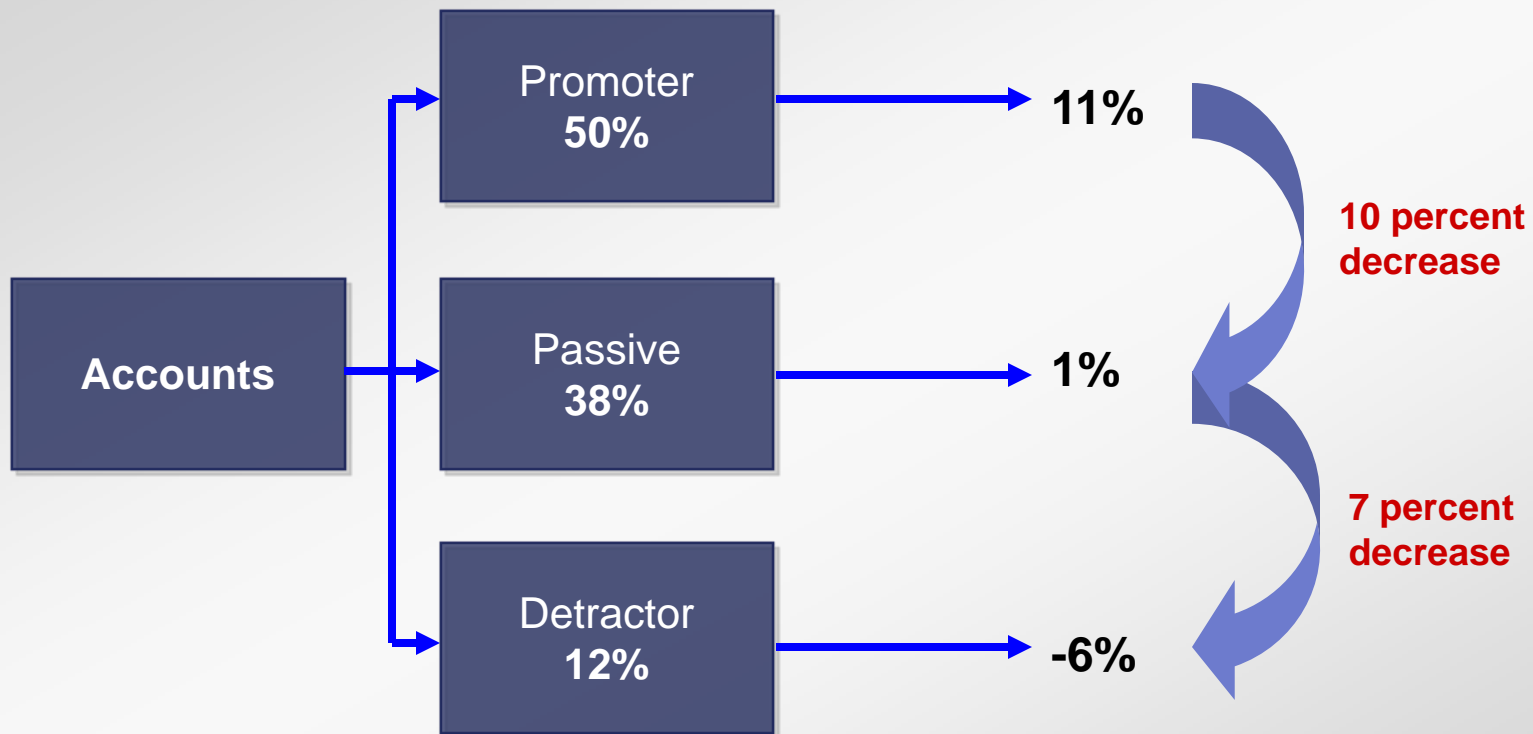 Promoter
50%
11%
10 percent
decrease
Accounts
Passive
38%
1%
7 percent
decrease
Detractor
12%
-6%